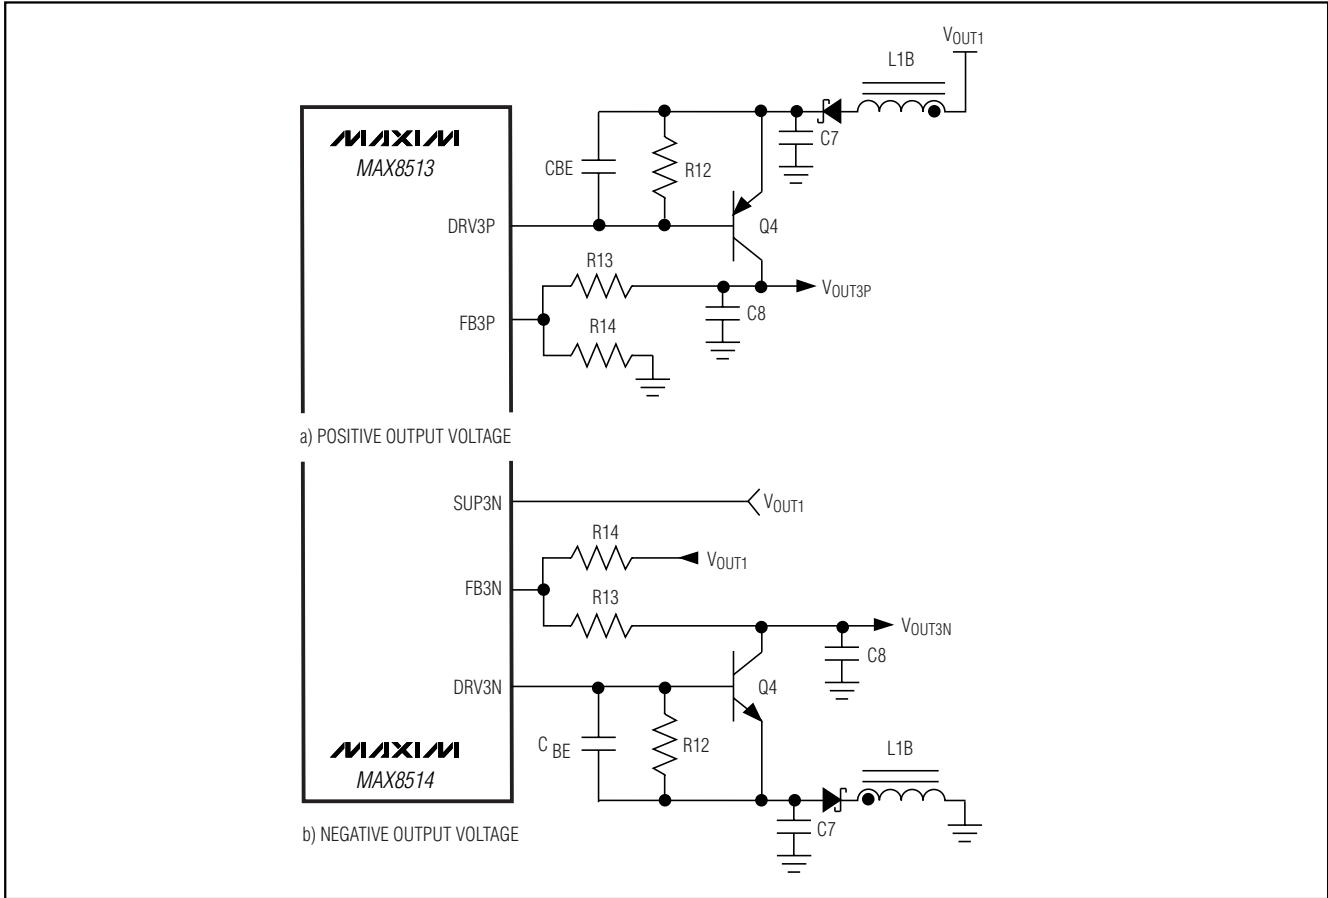 VOUT1
L1B
MAXIM
MAX8513
C7
CBE
R12
DRV3P
Q4
R13
VOUT3P
C8
FB3P
R14
a) POSITIVE OUTPUT VOLTAGE
SUP3N
VOUT1
R14
VOUT1
FB3N
R13
VOUT3N
C8
DRV3N
Q4
C BE
R12
L1B
MAXIM
MAX8514
C7
b) NEGATIVE OUTPUT VOLTAGE